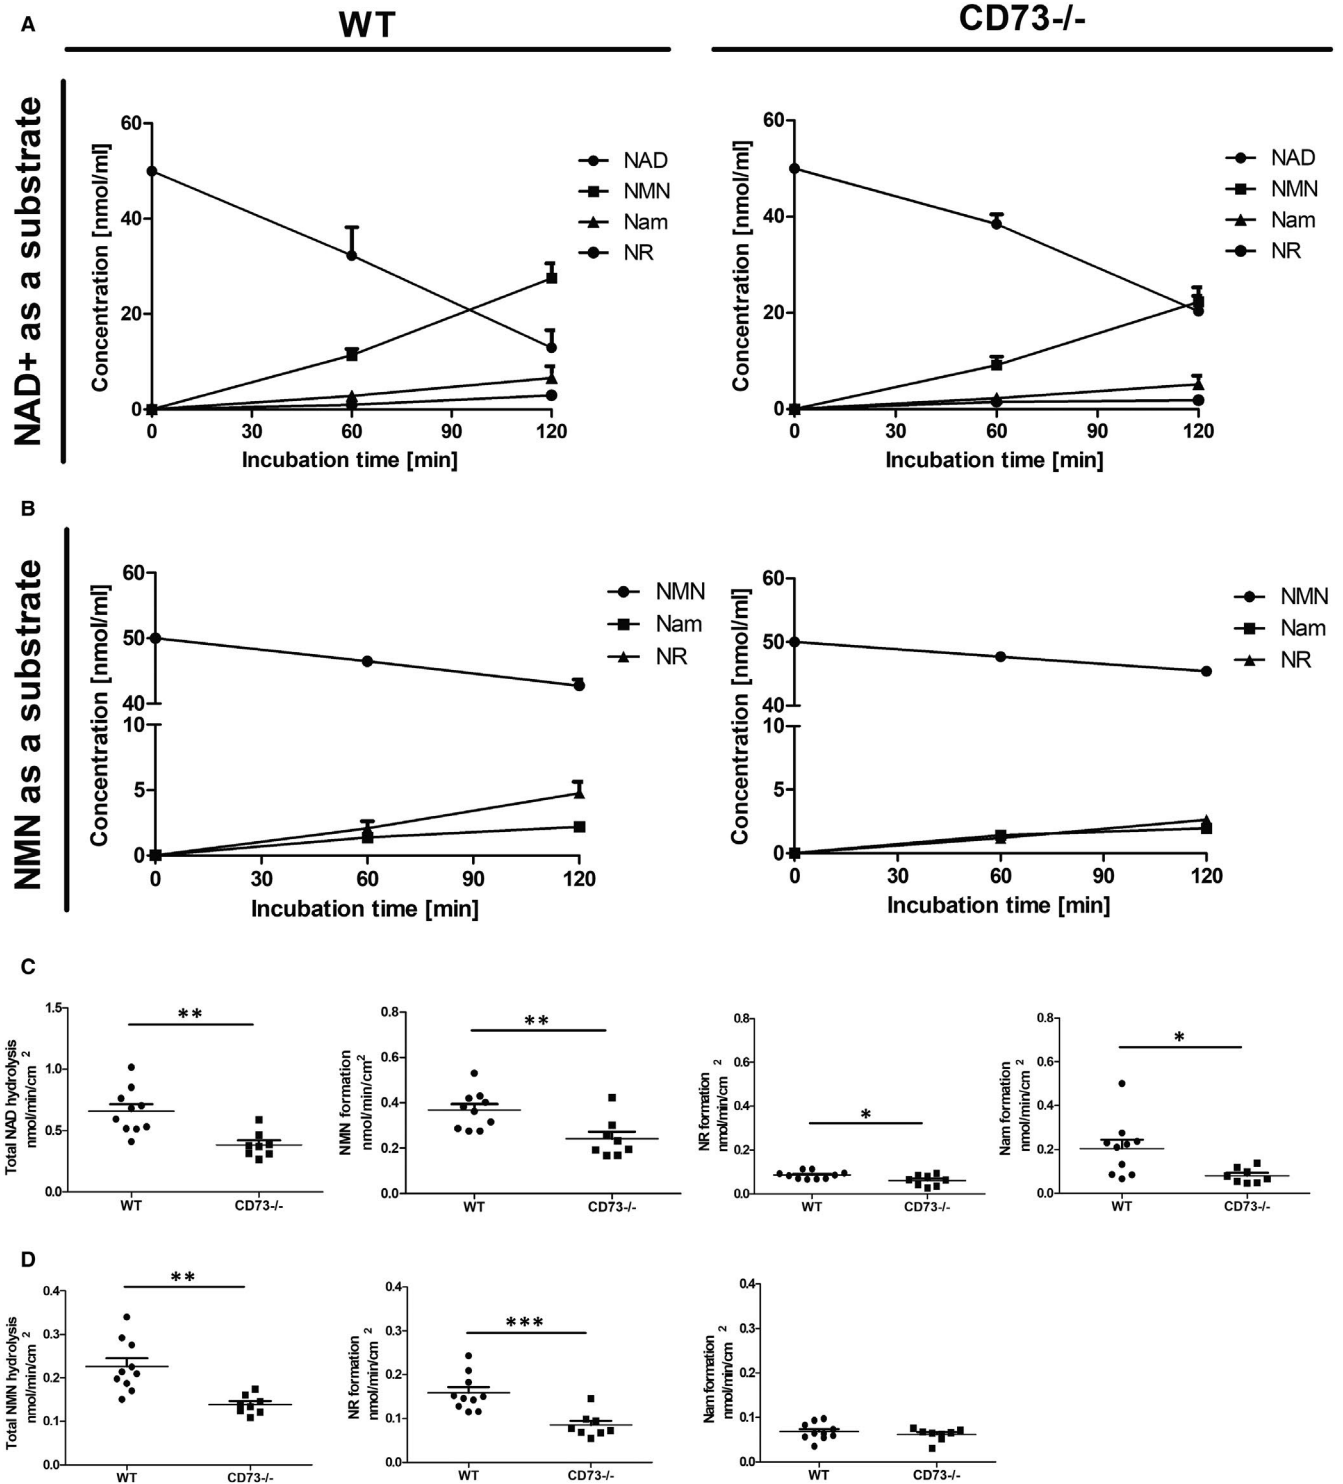 A
WT
CD73-/-
NAD+ as a substrate
Concentration [nmol/ml]
60
40
20
0
0 30 60 90 120
Incubation time [min]
NAD
NMN
Nam
NR
Concentration [nmol/ml]
60
40
20
0
0 30 60 90 120
Incubation time [min]
NAD
NMN
Nam
NR
B
NMN as a substrate
Concentration [nmol/ml]
60
50
40
10
5
0
0 30 60 90 120
Incubation time [min]
NMN
Nam
NR
Concentration [nmol/ml]
60
50
40
10
5
0
0 30 60 90 120
Incubation time [min]
NMN
Nam
NR
C
Total NAD hydrolysis
nmol/min/cm 2
1.5
1.0
0.5
0.0
**
WT CD73-/-
NMN formation
nmol/min/cm2
0.8
0.6
0.4
0.2
0.0
**
WT CD73-/-
NR formation
nmol/min/cm 2
0.8
0.6
0.4
0.2
0.0
*
WT CD73-/-
Nam formation
nmol/min/cm 2
0.8
0.6
0.4
0.2
0.0
*
WT CD73-/-
D
Total NMN hydrolysis
nmol/min/cm 2
0.4
0.3
0.2
0.1
0.0
**
WT CD73-/-
NR formation
nmol/min/cm 2
0.4
0.3
0.2
0.1
0.0
***
WT CD73-/-
Nam formation
nmol/min/cm 2
0.4
0.3
0.2
0.1
0.0
WT CD73-/-